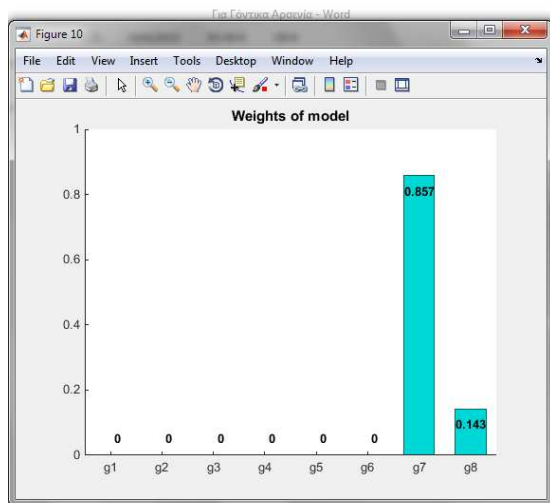 Για Γόντικα Αρσενία - Word
Figure 10
File Edit View Insert Tools Desktop Window Help
Weights of model
1
0.8
0.6
0.4
0.2
0
0.857
0.143
0 0 0 0 0 0
g1 g2 g3 g4 g5 g6 g7 g8